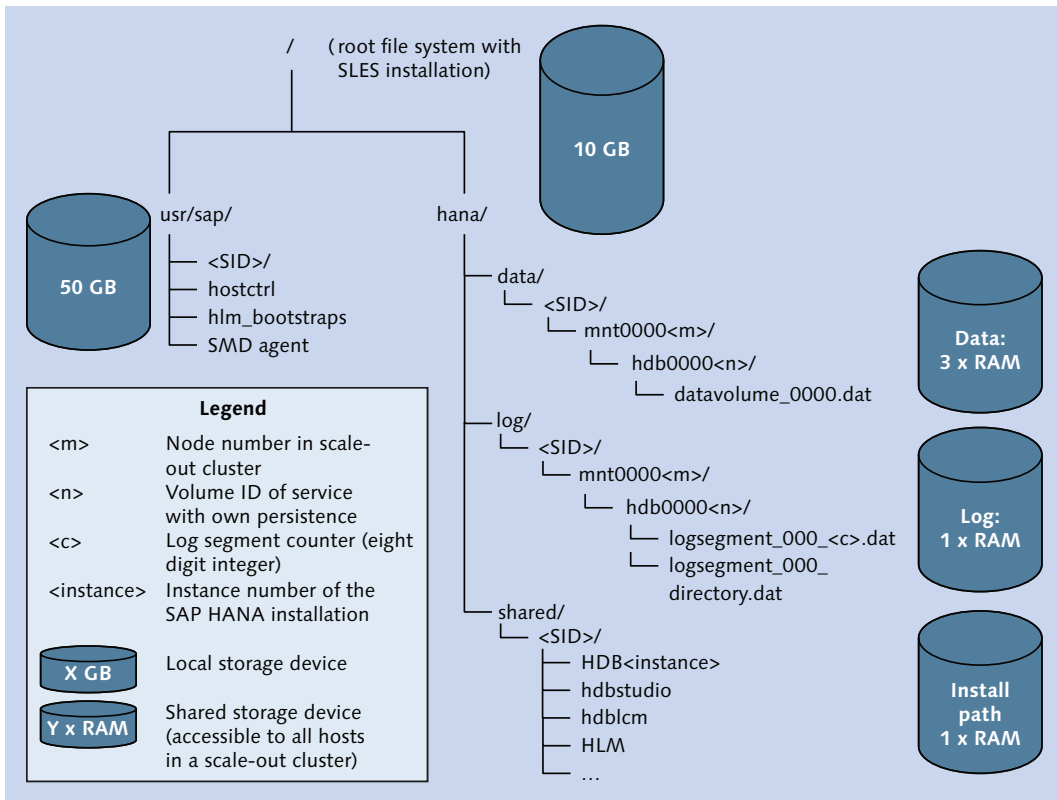 / (root file system with
SLES installation)
10 GB
usr/sap/
<SID>/
hostctrl
hlm_bootstraps
SMD agent
50 GB
hana/
data/
<SID>/
mnt0000<m>/
hdb0000<n>/
datavolume_0000.dat
Data:
3 x RAM
log/
<SID>/
mnt0000<m>/
hdb0000<n>/
logsegment_000_<c>.dat
logsegment_000_
directory.dat
Log:
1 x RAM
shared/
<SID>/
HDB<instance>
hdbstudio
hdblcm
HLM
...
Install
path
1 x RAM
Legend
<m> Node number in scale-
out cluster
<n> Volume ID of service
with own persistence
<c> Log segment counter (eight
digit integer)
<instance> Instance number of the
SAP HANA installation
X GB Local storage device
Y x RAM Shared storage device
(accessible to all hosts
in a scale-out cluster)